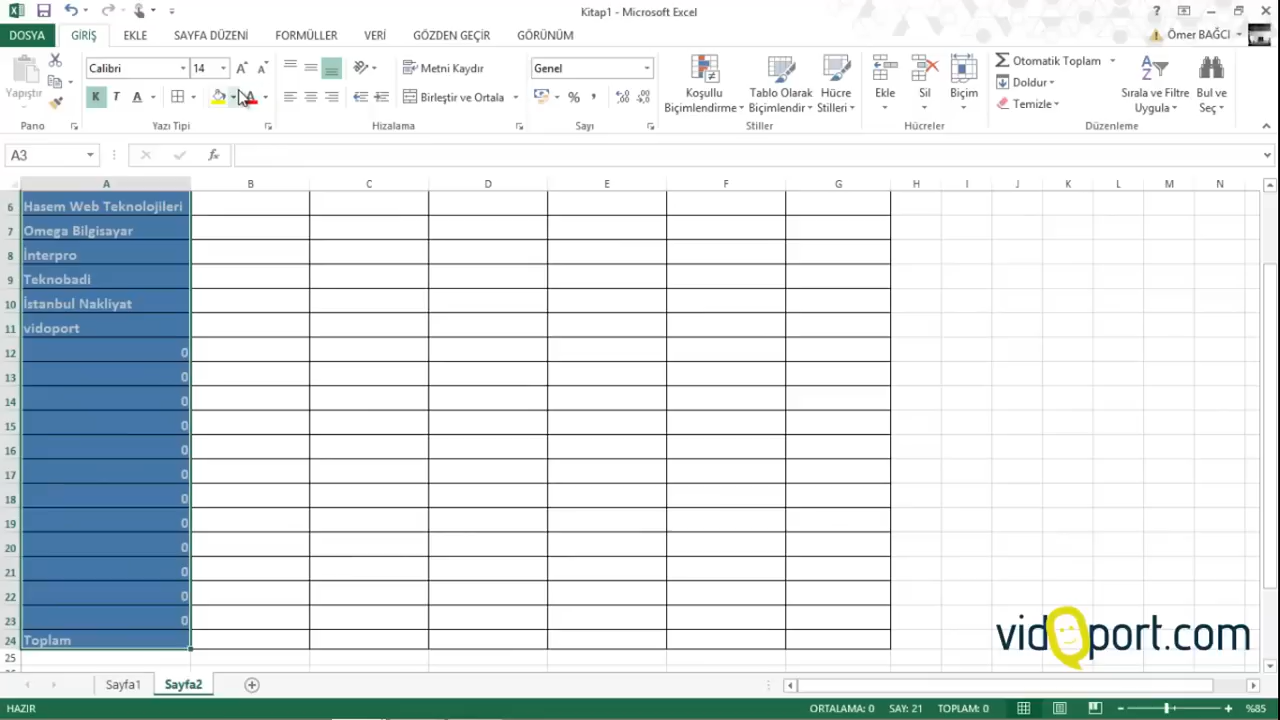 Kitap1 - Microsoft Excel
?
DOSYA GİRİŞ EKLE SAYFA DÜZENİ FORMÜLLER VERİ GÖZDEN GEÇİR GÖRÜNÜM Ömer BAĞCI
Yapıştır
Pano
Calibri 14
K T A
Yazı Tipi
Metni Kaydır
Birleştir ve Ortala
Hizalama
Genel
%
Sayı
Koşullu Biçimlendirme
Tablo Olarak Biçimlendir
Hücre Stilleri
Stiller
Ekle
Sil
Biçim
Hücreler
Otomatik Toplam
Doldur
Temizle
Sırala ve Filtre Uygula
Bul ve Seç
Düzenleme
A3 fx
A B C D E F G H I J K L M N
6 Hasem Web Teknolojileri
7 Omega Bilgisayar
8 İnterpro
9 Teknobadi
10 İstanbul Nakliyat
11 vidoport
12 0
13 0
14 0
15 0
16 0
17 0
18 0
19 0
20 0
21 0
22 0
23 0
24 Toplam
25
vidoport.com
Sayfa1 Sayfa2
HAZIR ORTALAMA: 0 SAY: 21 TOPLAM: 0 %85